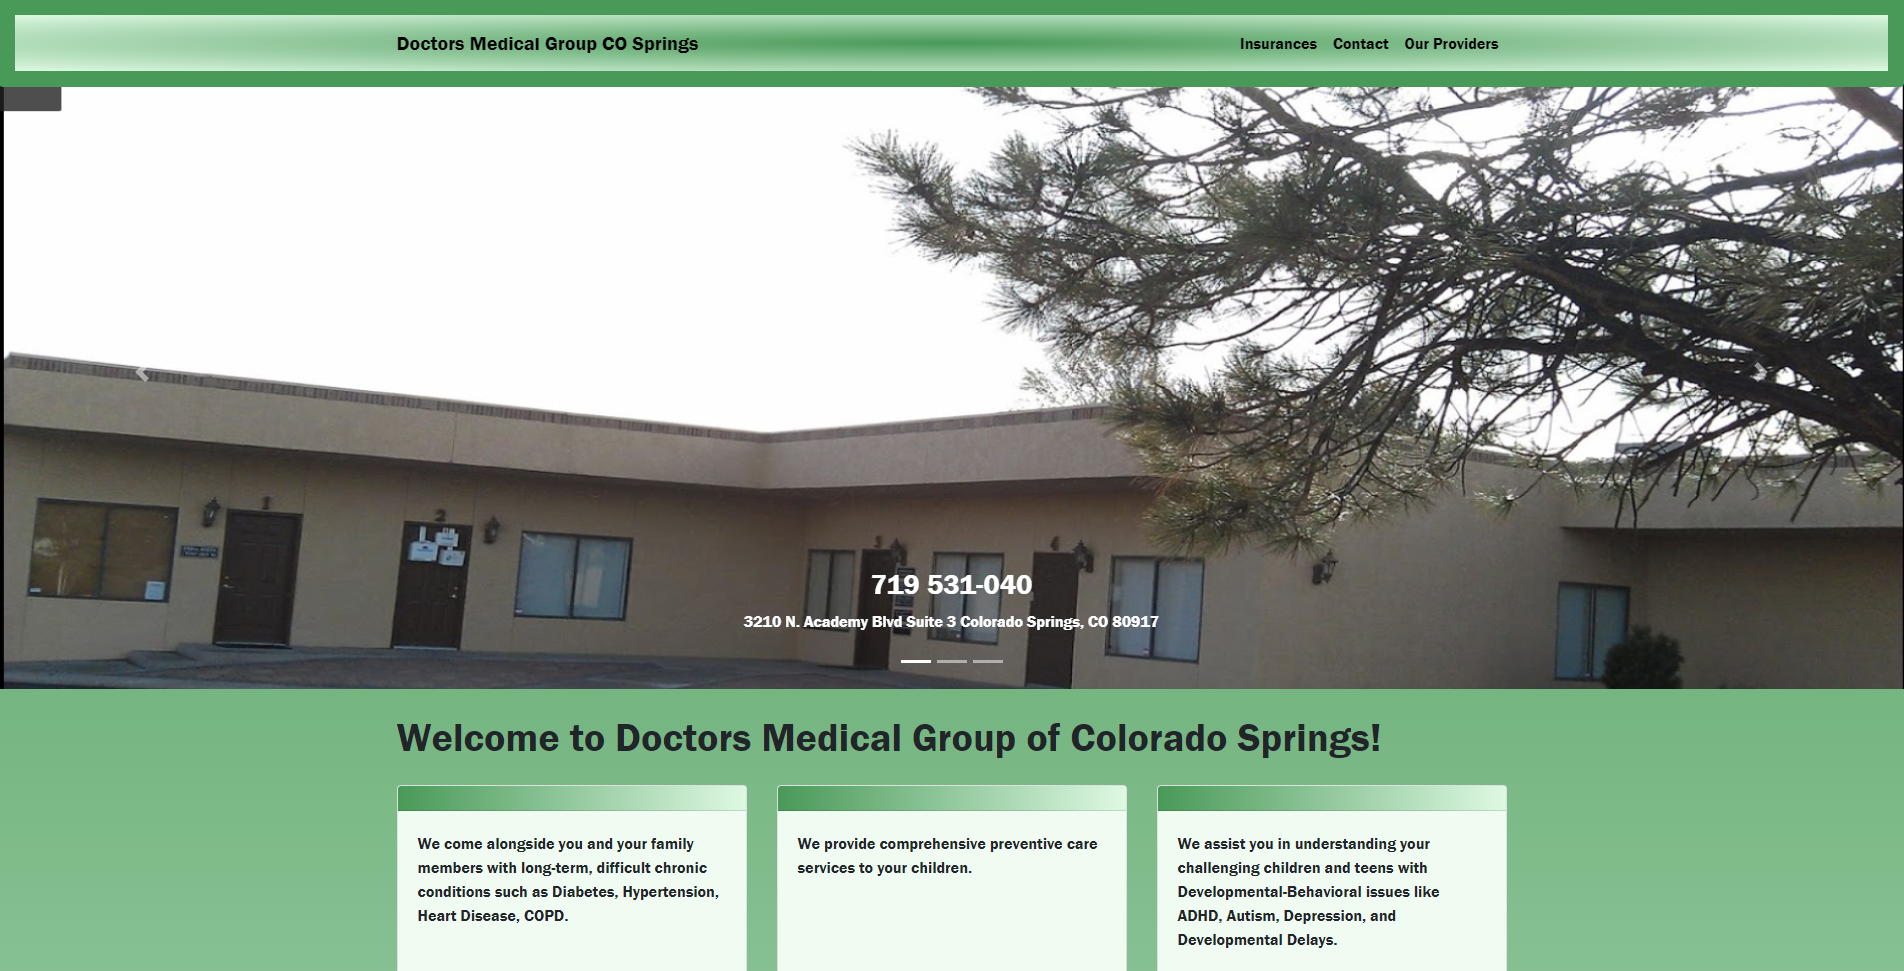 Doctors Medical Group CO Springs
Insurances Contact Our Providers
1
2
3
4
719 531-040
3210 N. Academy Blvd Suite 3 Colorado Springs, CO 80917
Welcome to Doctors Medical Group of Colorado Springs!
We come alongside you and your family
members with long-term, difficult chronic
conditions such as Diabetes, Hypertension,
Heart Disease, COPD.
We provide comprehensive preventive care
services to your children.
We assist you in understanding your
challenging children and teens with
Developmental-Behavioral issues like
ADHD, Autism, Depression, and
Developmental Delays.